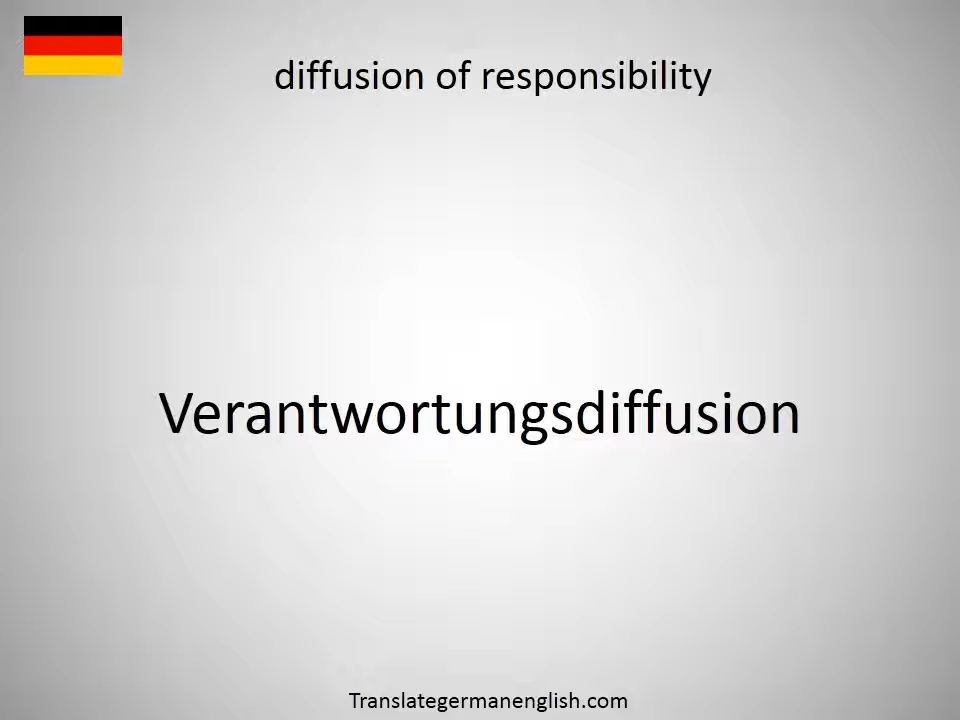 diffusion of responsibility
Verantwortungsdiffusion
Translategermanenglish.com